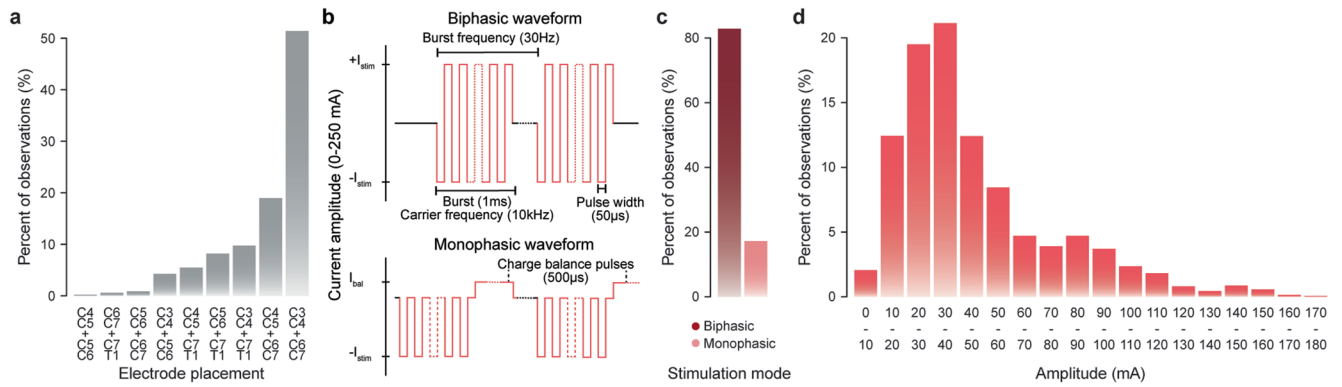 a
Percent of observations (%)
50
40
30
20
10
0
C4 C6 C5 C3 C4 C5 C3 C4 C3
C5 C7 C6 C4 C5 C6 C4 C5 C4
+ + + + + + + + +
C5 C7 C6 C5 C7 C7 C7 C6 C6
C6 T1 C7 C6 T1 T1 T1 C7 C7
Electrode placement
b
Current amplitude (0-250 mA)
Biphasic waveform
Burst frequency (30Hz)
+Istim
-Istim
Burst (1ms)
Carrier frequency (10kHz)
Pulse width
(50µs)
Monophasic waveform
Charge balance pulses
(500µs)
Ibal
-Istim
c
Percent of observations (%)
80
60
40
20
0
Biphasic
Monophasic
Stimulation mode
d
Percent of observations (%)
20
15
10
5
0
0 10 20 30 40 50 60 70 80 90 100 110 120 130 140 150 160 170
- - - - - - - - - - - - - - - - - -
10 20 30 40 50 60 70 80 90 100 110 120 130 140 150 160 170 180
Amplitude (mA)